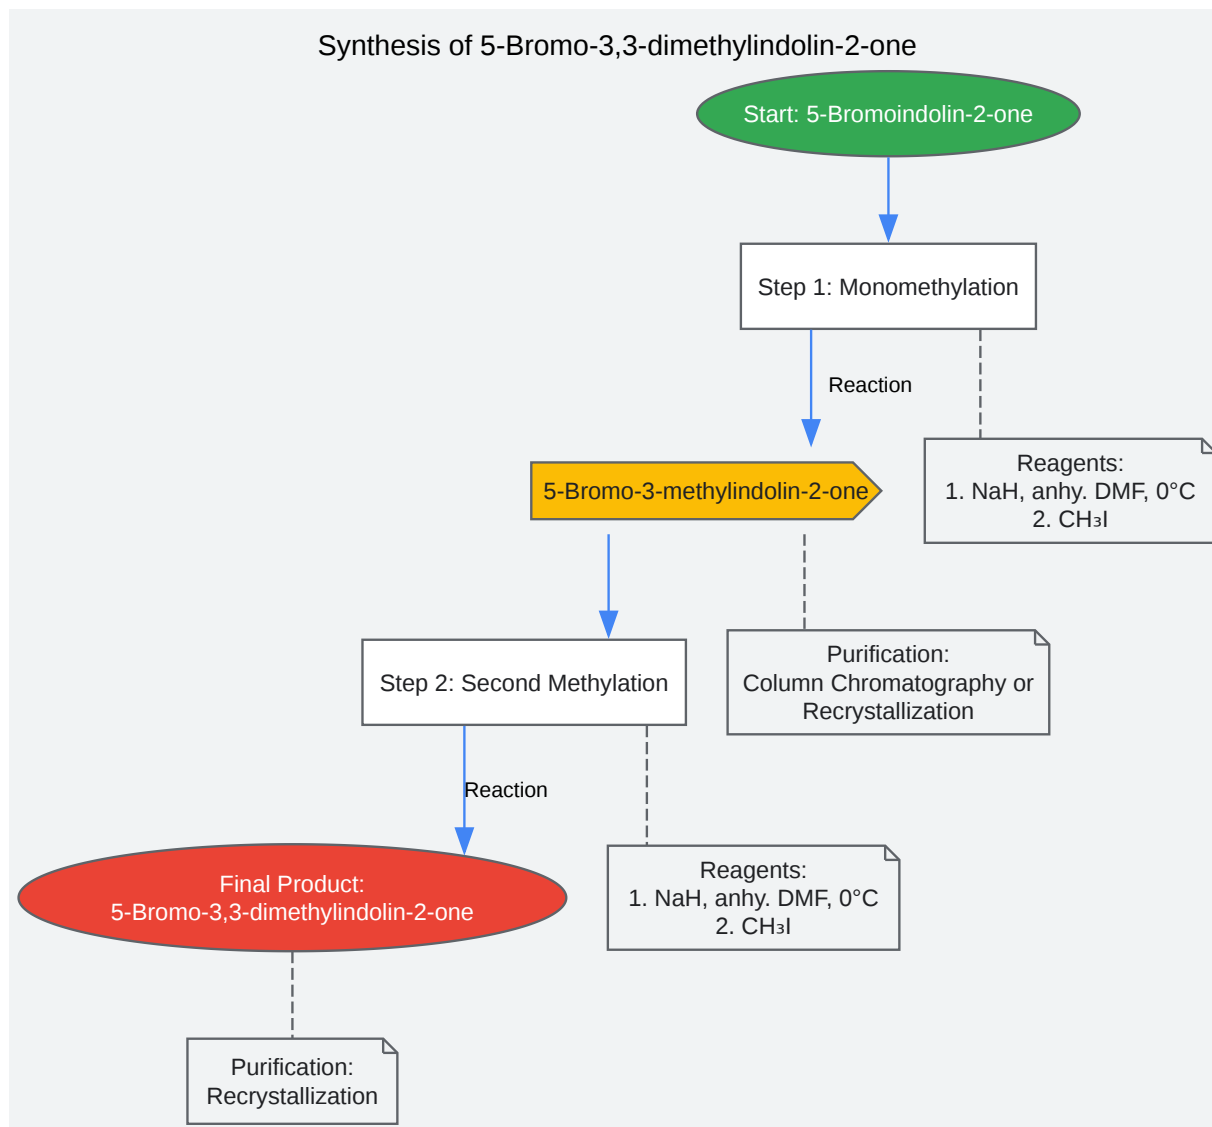 Synthesis of 5-Bromo-3,3-dimethylindolin-2-one
Start: 5-Bromoindolin-2-one
Step 1: Monomethylation
Reaction
Reagents:
1. NaH, anhy. DMF, 0°C
2. CH₃I
5-Bromo-3-methylindolin-2-one
Purification:
Column Chromatography or
Recrystallization
Step 2: Second Methylation
Reaction
Reagents:
1. NaH, anhy. DMF, 0°C
2. CH₃I
Final Product:
5-Bromo-3,3-dimethylindolin-2-one
Purification:
Recrystallization